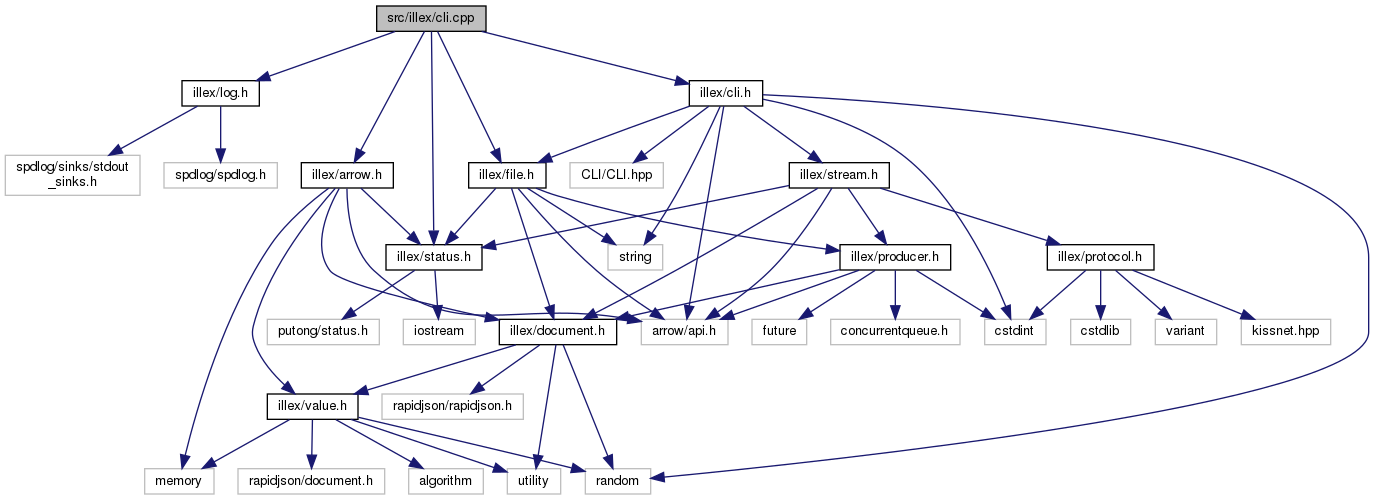 src/illex/cli.cpp
illex/log.h
illex/cli.h
spdlog/sinks/stdout
_sinks.h
spdlog/spdlog.h
illex/arrow.h
illex/file.h
CLI/CLI.hpp
illex/stream.h
illex/status.h
string
illex/producer.h
illex/protocol.h
putong/status.h
iostream
illex/document.h
arrow/api.h
future
concurrentqueue.h
cstdint
cstdlib
variant
kissnet.hpp
illex/value.h
rapidjson/rapidjson.h
memory
rapidjson/document.h
algorithm
utility
random